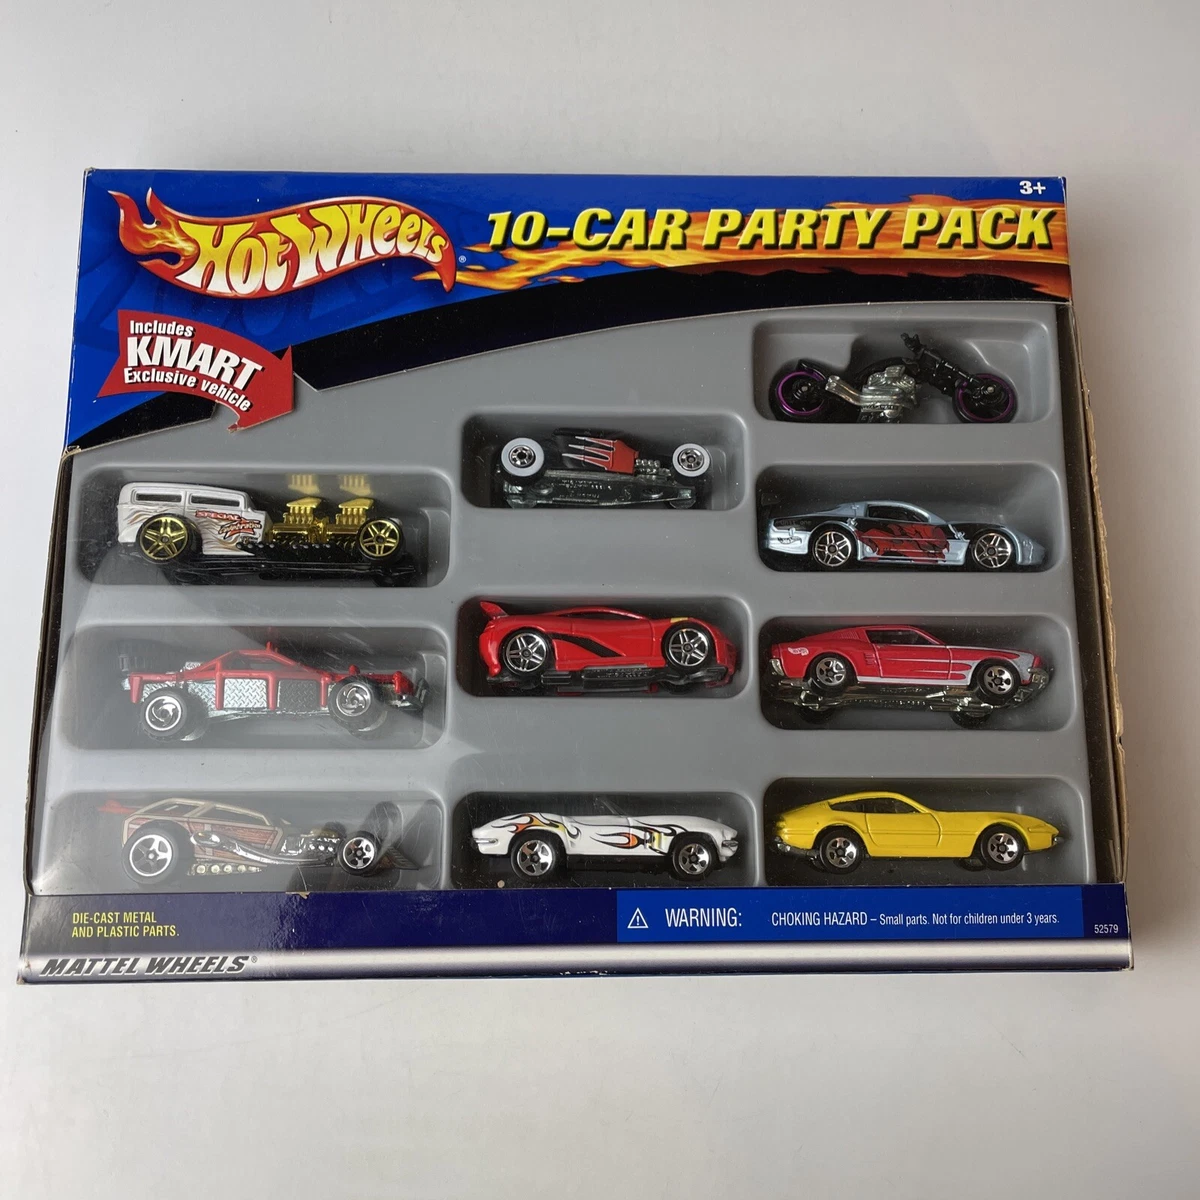 3+
HOT WHEELS®
10-CAR PARTY PACK
Includes
KMART
Exclusive vehicle
SPECIAL
DIE-CAST METAL
AND PLASTIC PARTS.
⚠ WARNING: CHOKING HAZARD – Small parts. Not for children under 3 years.
52579
MATTEL WHEELS®